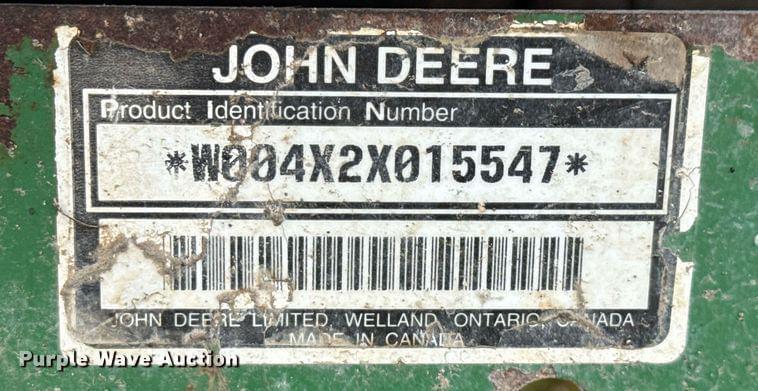 JOHN DEERE
Product Identification Number
*W004X2X015547*
JOHN DEERE LIMITED, WELLAND, ONTARIO, CANADA
MADE IN CANADA
Purple Wave Auction